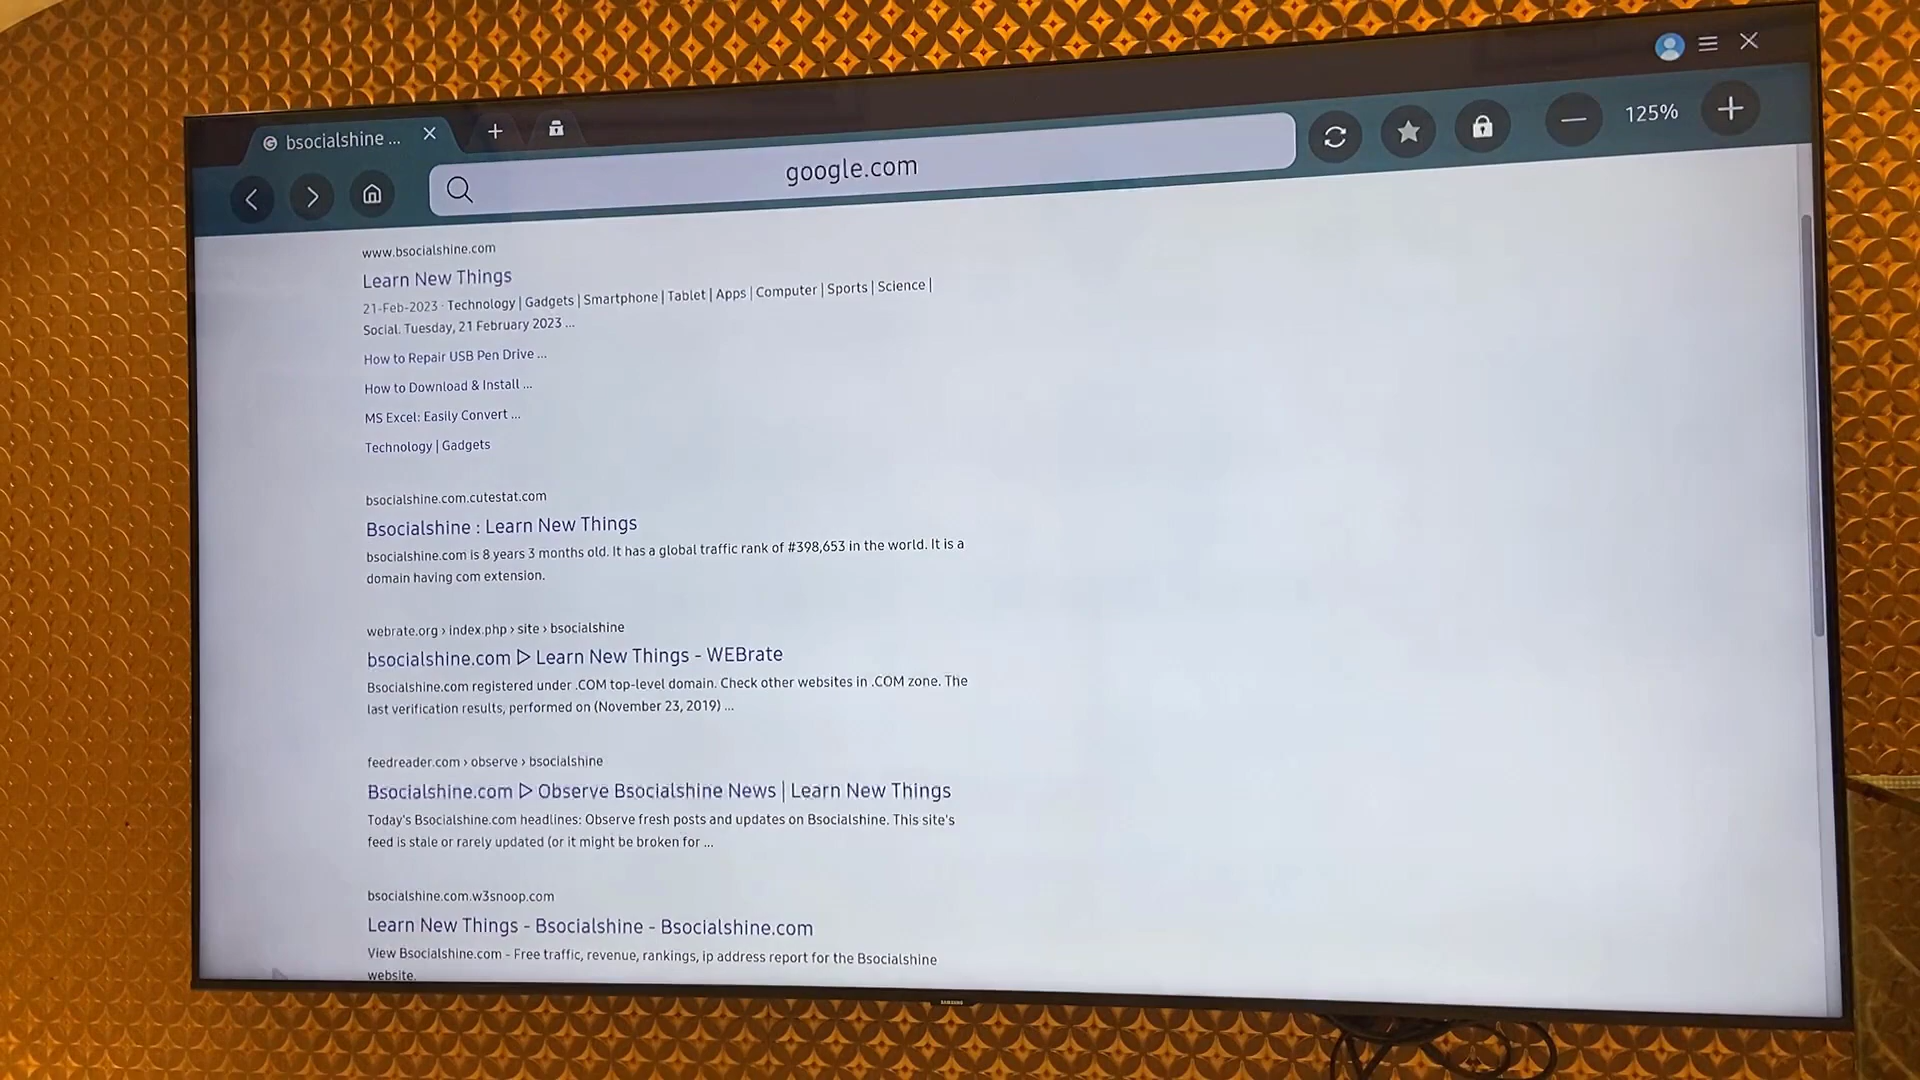 bsocialshine ...
125%
google.com
www.bsocialshine.com
Learn New Things
21-Feb-2023 · Technology | Gadgets | Smartphone | Tablet | Apps | Computer | Sports | Science |
Social. Tuesday, 21 February 2023 ...
How to Repair USB Pen Drive ...
How to Download & Install ...
MS Excel: Easily Convert ...
Technology | Gadgets
bsocialshine.com.cutestat.com
Bsocialshine : Learn New Things
bsocialshine.com is 8 years 3 months old. It has a global traffic rank of #398,653 in the world. It is a
domain having com extension.
webrate.org › index.php › site › bsocialshine
bsocialshine.com ▷ Learn New Things - WEBrate
Bsocialshine.com registered under .COM top-level domain. Check other websites in .COM zone. The
last verification results, performed on (November 23, 2019) ...
feedreader.com › observe › bsocialshine
Bsocialshine.com ▷ Observe Bsocialshine News | Learn New Things
Today's Bsocialshine.com headlines: Observe fresh posts and updates on Bsocialshine. This site's
feed is stale or rarely updated (or it might be broken for ...
bsocialshine.com.w3snoop.com
Learn New Things - Bsocialshine - Bsocialshine.com
View Bsocialshine.com - Free traffic, revenue, rankings, ip address report for the Bsocialshine
website.
SAMSUNG